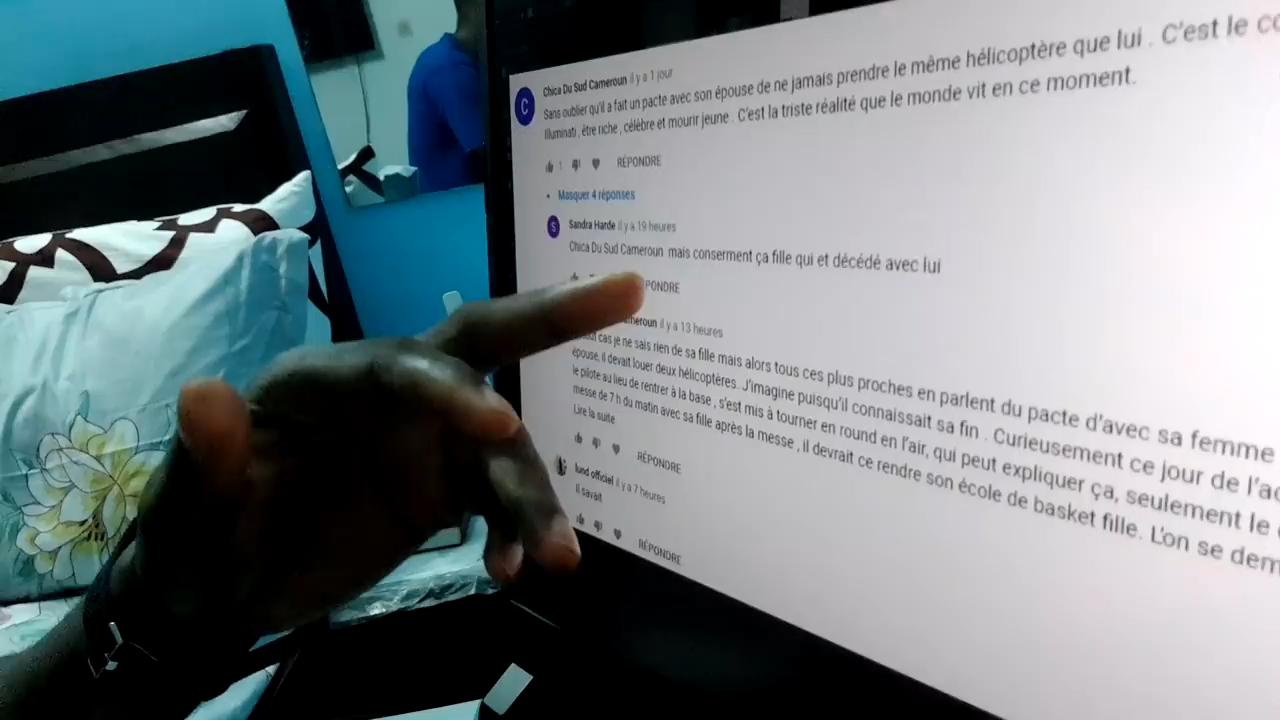 Chica Du Sud Cameroun il y a 1 jour
Sans oublier qu'il a fait un pacte avec son épouse de ne jamais prendre le même hélicoptère que lui . C'est le
Illuminati , être riche , célèbre et mourir jeune . C'est la triste réalité que le monde vit en ce moment.
1 RÉPONDRE
Masquer 4 réponses
Sandra Harde il y a 19 heures
Chica Du Sud Cameroun mais conserment ça fille qui et décédé avec lui
PONDRE
meroun il y a 13 heures
cas je ne sais rien de sa fille mais alors tous ces plus proches en parlent du pacte d'avec sa femme
épouse, il devait louer deux hélicoptères. J'imagine puisqu'il connaissait sa fin . Curieusement ce jour de
le pilote au lieu de rentrer à la base , s'est mis à tourner en round en l'air, qui peut expliquer ça, seulement le
messe de 7 h du matin avec sa fille après la messe , il devrait ce rendre son école de basket fille. L'on se
Lire la suite
RÉPONDRE
lund officiel il y a 7 heures
Il savait
RÉPONDRE